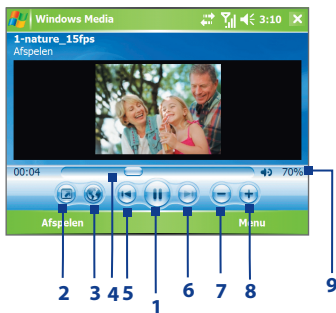 Windows Media 3:10
1-nature_15fps
Afspelen
00:04 70%
Afspelen Menu
2 3 4 5 1 6 7 8 9